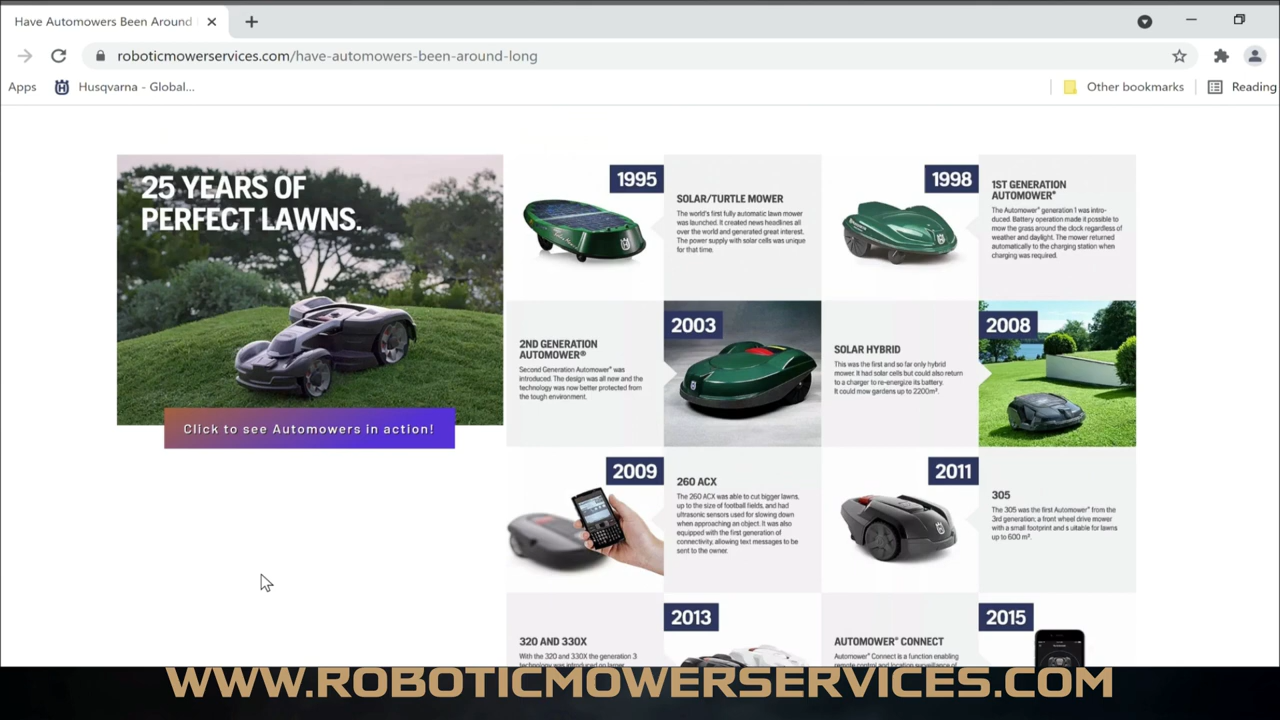 Have Automowers Been Around
roboticmowerservices.com/have-automowers-been-around-long
Apps
Husqvarna - Global...
Other bookmarks
Reading
25 YEARS OF
PERFECT LAWNS.
Click to see Automowers in action!
1995
SOLAR/TURTLE MOWER
The world's first fully automatic lawn mower
was launched. It created news headlines all
over the world and generated great interest.
The power supply with solar cells was unique
for that time.
1998
1ST GENERATION
AUTOMOWER®
The Automower® generation 1 was intro-
duced. Battery operation made it possible to
mow the grass around the clock regardless of
weather and daylight. The mower returned
automatically to the charging station when
charging was required.
2ND GENERATION
AUTOMOWER®
Second Generation Automower® was
introduced. The design was all new and the
technology was now better protected from
the tough environment.
2003
SOLAR HYBRID
This was the first and so far only hybrid
mower. It had solar cells but could also return
to a charger to re-energize its battery.
It could mow gardens up to 2200m².
2008
2009
260 ACX
The 260 ACX was able to cut bigger lawns,
up to the size of football fields, and had
ultrasonic sensors used for slowing down
when approaching an object. It was also
equipped with the first generation of
connectivity, allowing text messages to be
sent to the owner.
2011
305
The 305 was the first Automower® from the
3rd generation; a front wheel drive mower
with a small footprint and s uitable for lawns
up to 600 m².
320 AND 330X
With the 320 and 330X the generation 3
technology was introduced on larger
2013
AUTOMOWER® CONNECT
Automower® Connect is a function enabling
remote control and location surveillance of
2015
WWW.ROBOTICMOWERSERVICES.COM